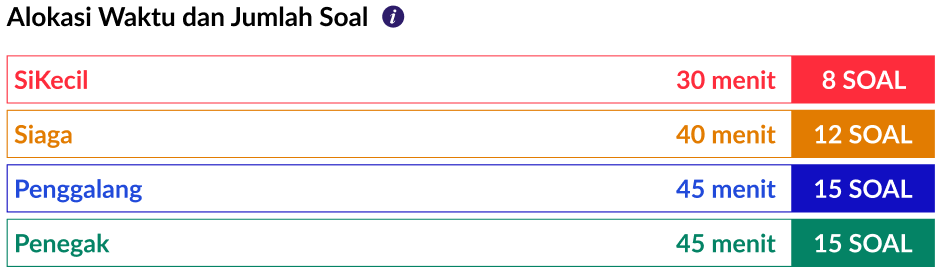 Alokasi Waktu dan Jumlah Soal i
SiKecil 30 menit 8 SOAL
Siaga 40 menit 12 SOAL
Penggalang 45 menit 15 SOAL
Penegak 45 menit 15 SOAL